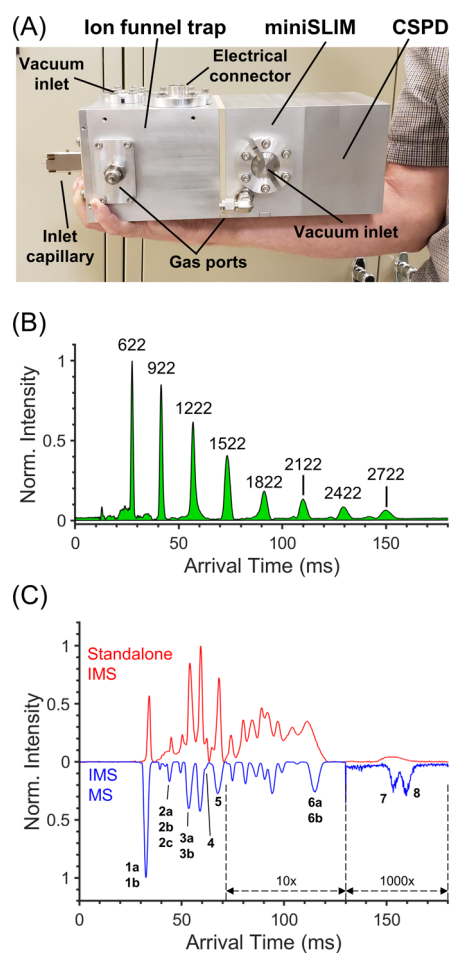 (A)
Ion funnel trap
miniSLIM
CSPD
Vacuum
inlet
Electrical
connector
Inlet
capillary
Gas ports
Vacuum inlet
(B)
Norm. Intensity
1
0.5
0
622
922
1222
1522
1822
2122
2422
2722
0
50
100
150
Arrival Time (ms)
(C)
Norm. Intensity
1
0.5
0
0.5
1
Standalone
IMS
IMS
MS
1a
1b
2a
2b
2c
3a
3b
4
5
6a
6b
7
8
10x
1000x
0
50
100
150
Arrival Time (ms)